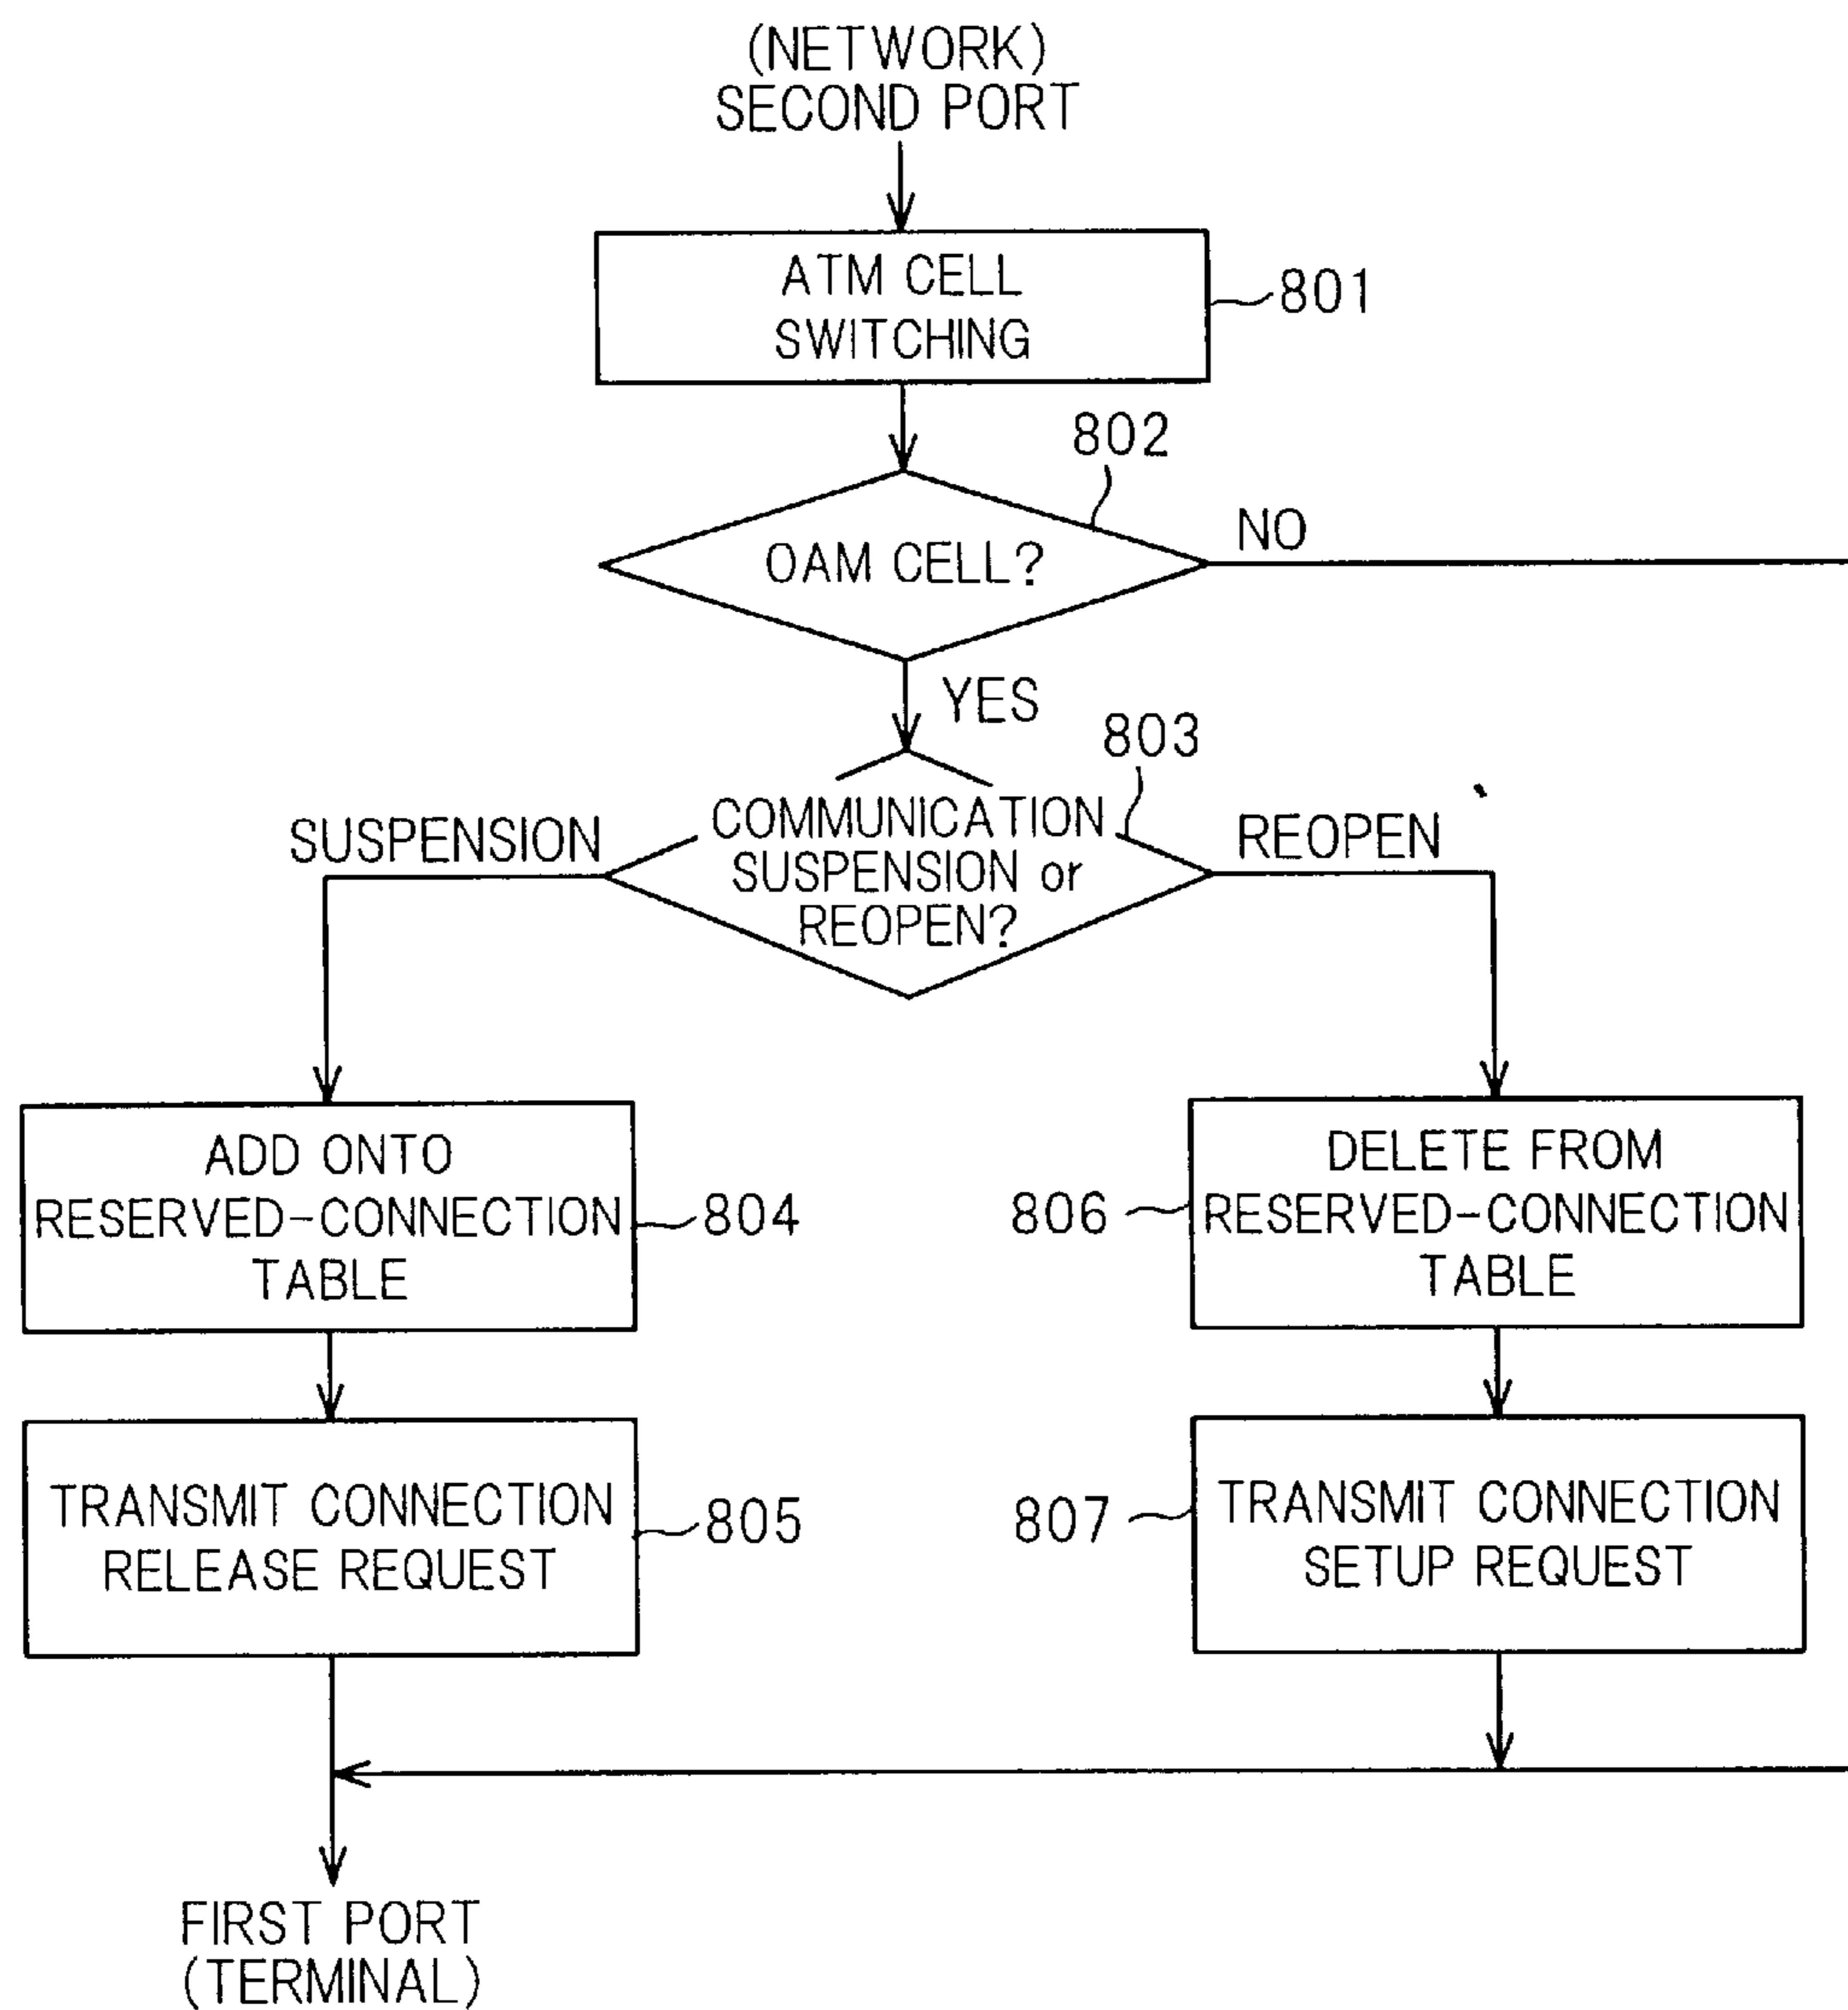 (NETWORK)
SECOND PORT
ATM CELL
SWITCHING
801
802
OAM CELL?
NO
YES
803
COMMUNICATION
SUSPENSION or
REOPEN?
SUSPENSION
REOPEN
ADD ONTO
RESERVED-CONNECTION
TABLE
804
806
DELETE FROM
RESERVED-CONNECTION
TABLE
TRANSMIT CONNECTION
RELEASE REQUEST
805
807
TRANSMIT CONNECTION
SETUP REQUEST
FIRST PORT
(TERMINAL)